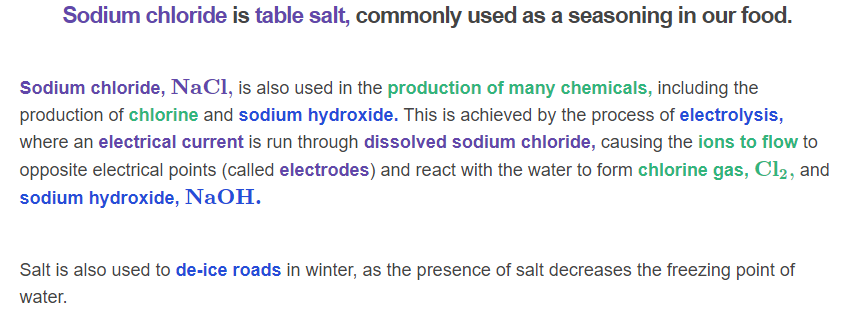 Sodium chloride is table salt, commonly used as a seasoning in our food.
Sodium chloride, NaCl, is also used in the production of many chemicals, including the
production of chlorine and sodium hydroxide. This is achieved by the process of electrolysis,
where an electrical current is run through dissolved sodium chloride, causing the ions to flow to
opposite electrical points (called electrodes) and react with the water to form chlorine gas, Cl₂, and
sodium hydroxide, NaOH.
Salt is also used to de-ice roads in winter, as the presence of salt decreases the freezing point of
water.